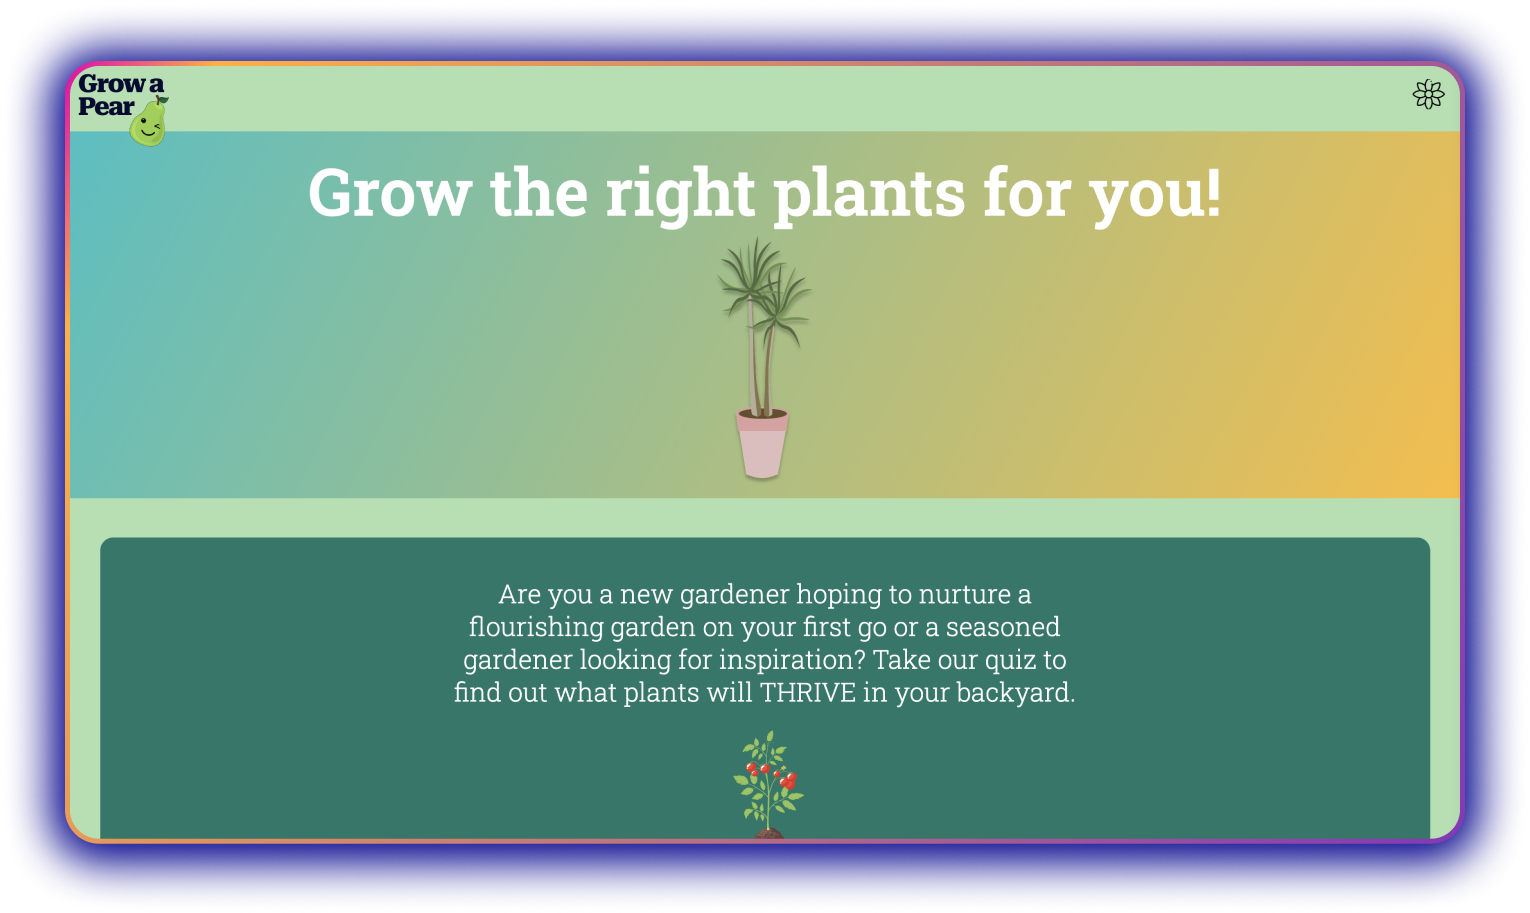 Grow a
Pear
Grow the right plants for you!
Are you a new gardener hoping to nurture a
flourishing garden on your first go or a seasoned
gardener looking for inspiration? Take our quiz to
find out what plants will THRIVE in your backyard.